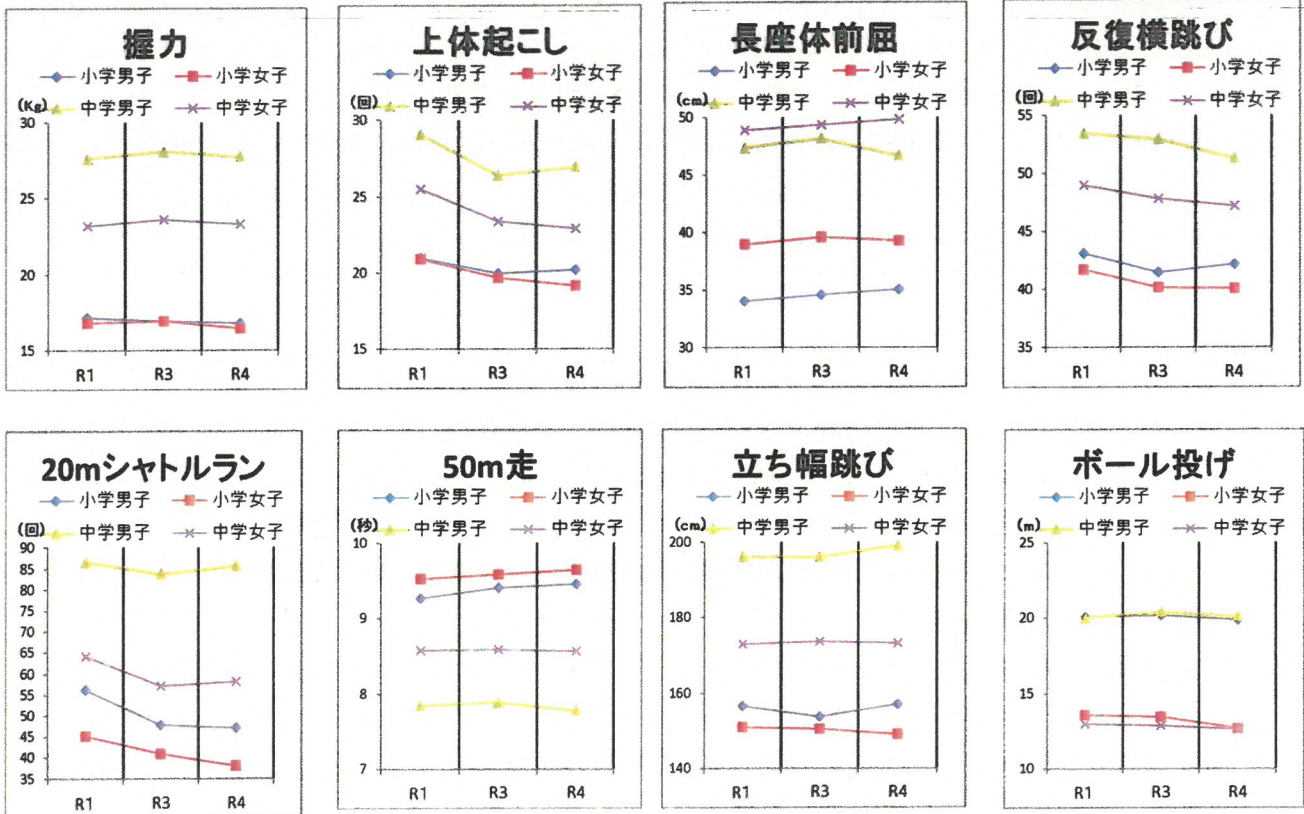 握力
小学男子 小学女子
(Kg) 中学男子 中学女子
30
25
20
15
R1 R3 R4
上体起こし
小学男子 小学女子
(回) 中学男子 中学女子
30
25
20
15
R1 R3 R4
長座体前屈
小学男子 小学女子
(cm) 中学男子 中学女子
50
45
40
35
30
R1 R3 R4
反復横跳び
小学男子 小学女子
(回) 中学男子 中学女子
55
50
45
40
35
R1 R3 R4
20mシャトルラン
小学男子 小学女子
(回) 中学男子 中学女子
90
85
80
75
70
65
60
55
50
45
40
35
R1 R3 R4
50m走
小学男子 小学女子
(秒) 中学男子 中学女子
10
9
8
7
R1 R3 R4
立ち幅跳び
小学男子 小学女子
(cm) 中学男子 中学女子
200
180
160
140
R1 R3 R4
ボール投げ
小学男子 小学女子
(m) 中学男子 中学女子
25
20
15
10
R1 R3 R4